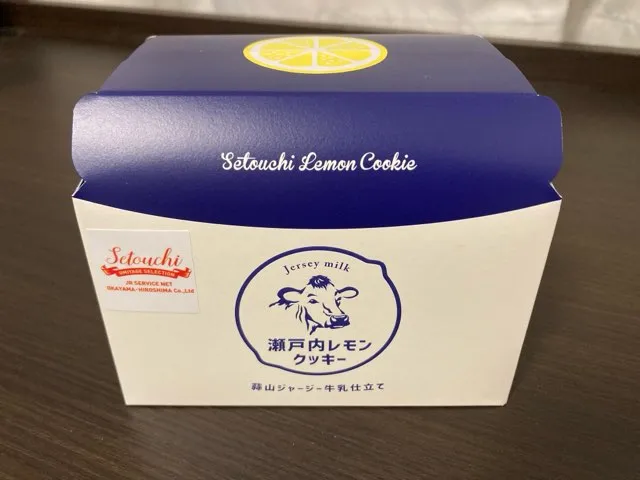 Setouchi Lemon Cookie
Setouchi
OMIYAGE SELECTION
JR SERVICE NET
OKAYAMA-HIROSHIMA Co.,Ltd
Jersey milk
瀬戸内レモン
クッキー
蒜山ジャージー牛乳仕立て